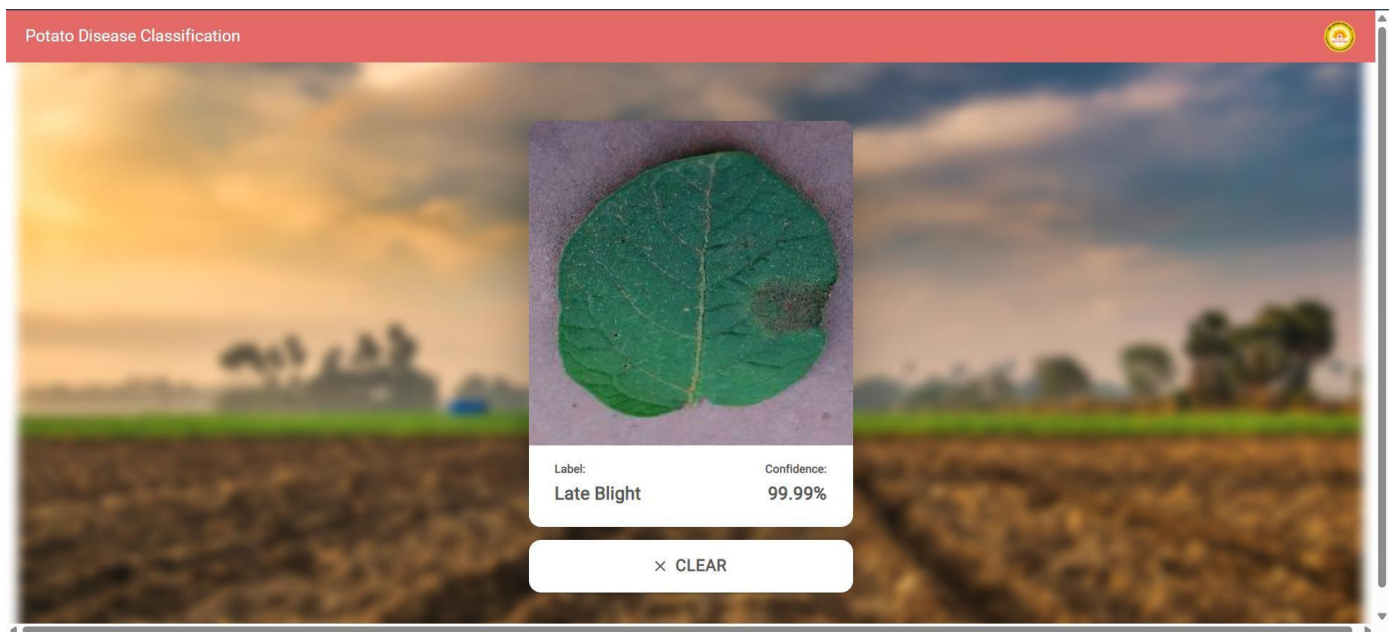 Potato Disease Classification
Label:
Confidence:
Late Blight
99.99%
× CLEAR